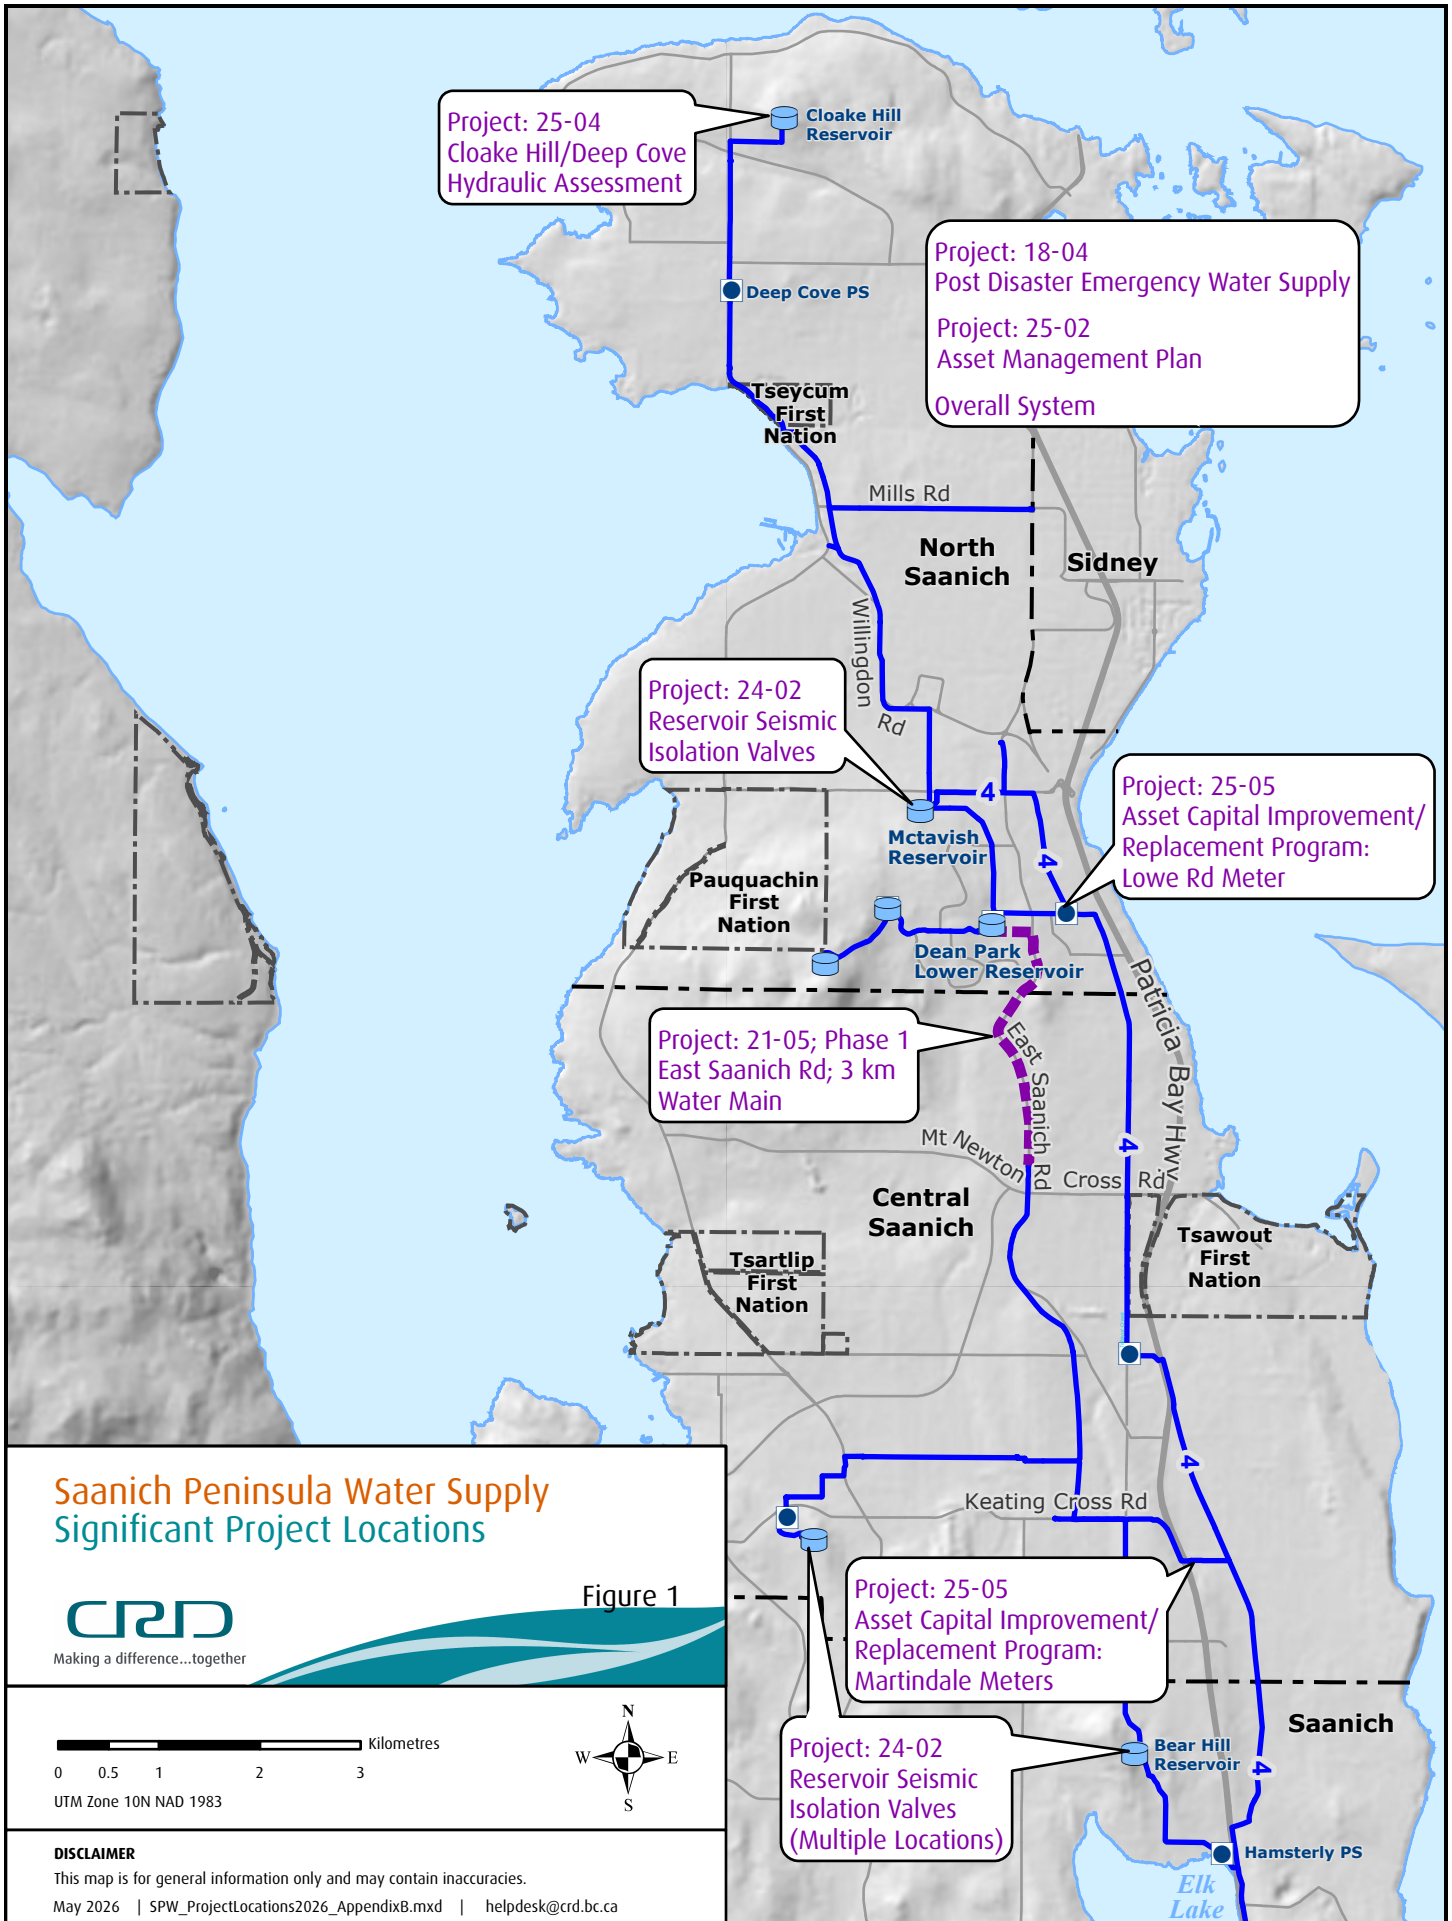 Project: 25-04
Cloake Hill/Deep Cove
Hydraulic Assessment
Cloake Hill
Reservoir
Project: 18-04
Post Disaster Emergency Water Supply
Project: 25-02
Asset Management Plan
Overall System
Deep Cove PS
Tseycum
First
Nation
Mills Rd
North
Saanich
Sidney
Willingdon
Rd
Project: 24-02
Reservoir Seismic
Isolation Valves
4
Mctavish
Reservoir
4
Project: 25-05
Asset Capital Improvement/
Replacement Program:
Lowe Rd Meter
Pauquachin
First
Nation
Dean Park
Lower Reservoir
Patricia Bay Hwy
Project: 21-05; Phase 1
East Saanich Rd; 3 km
Water Main
East Saanich Rd
4
Mt Newton
Cross Rd
Central
Saanich
Tsawout
First
Nation
Tsartlip
First
Nation
4
Keating Cross Rd
Project: 25-05
Asset Capital Improvement/
Replacement Program:
Martindale Meters
Saanich
Project: 24-02
Reservoir Seismic
Isolation Valves
(Multiple Locations)
Bear Hill
Reservoir
4
Hamsterly PS
Elk
Lake
Saanich Peninsula Water Supply
Significant Project Locations
Figure 1
CRD
Making a difference...together
Kilometres
0 0.5 1 2 3
UTM Zone 10N NAD 1983
N
W E
S
DISCLAIMER
This map is for general information only and may contain inaccuracies.
May 2026 | SPW_ProjectLocations2026_AppendixB.mxd | helpdesk@crd.bc.ca